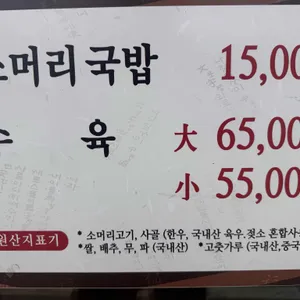 소머리국밥 15,00
수 육 大 65,00
小 55,00
원산지표기 * 소머리고기, 사골 (한우, 국내산 육우,젖소 혼합사
*쌀, 배추, 무, 파 (국내산) * 고춧가루 (국내산,중국